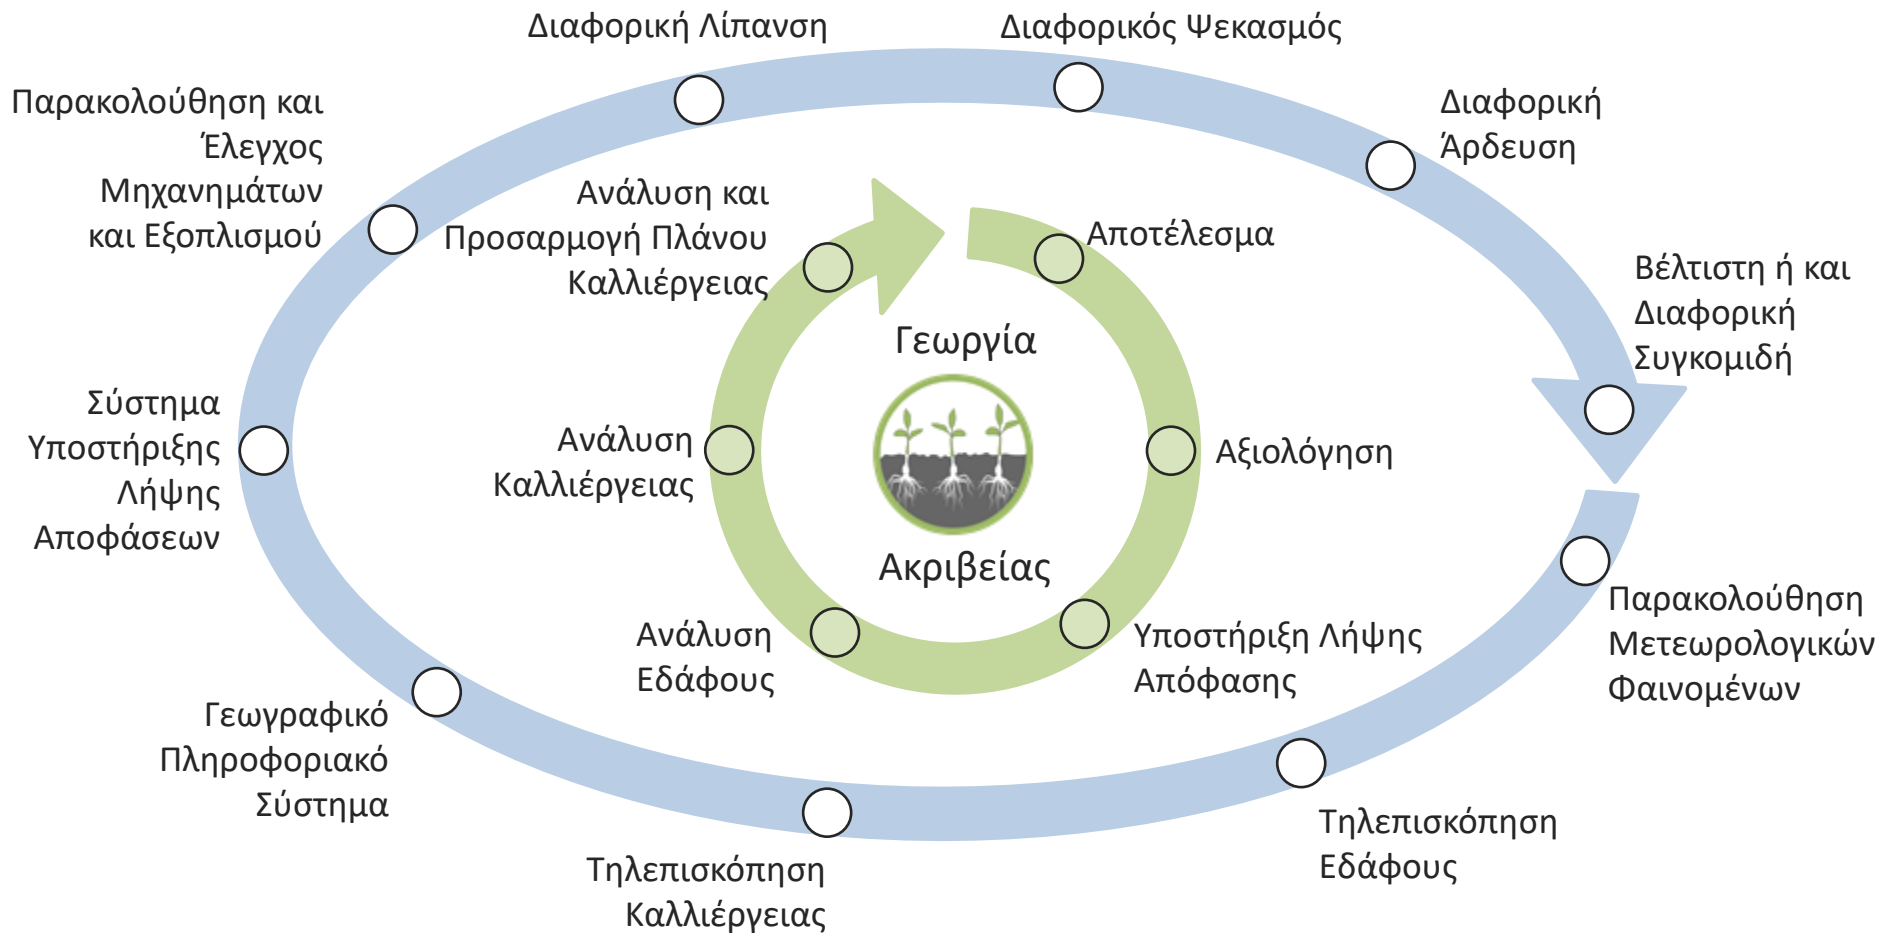 Διαφορική Λίπανση
Διαφορικός Ψεκασμός
Παρακολούθηση και
Έλεγχος
Μηχανημάτων
και Εξοπλισμού
Διαφορική
Άρδευση
Ανάλυση και
Προσαρμογή Πλάνου
Καλλιέργειας
Αποτέλεσμα
Βέλτιστη ή και
Διαφορική
Συγκομιδή
Γεωργία
Ακριβείας
Σύστημα
Υποστήριξης
Λήψης
Αποφάσεων
Ανάλυση
Καλλιέργειας
Αξιολόγηση
Ανάλυση
Εδάφους
Υποστήριξη Λήψης
Απόφασης
Παρακολούθηση
Μετεωρολογικών
Φαινομένων
Γεωγραφικό
Πληροφοριακό
Σύστημα
Τηλεπισκόπηση
Εδάφους
Τηλεπισκόπηση
Καλλιέργειας